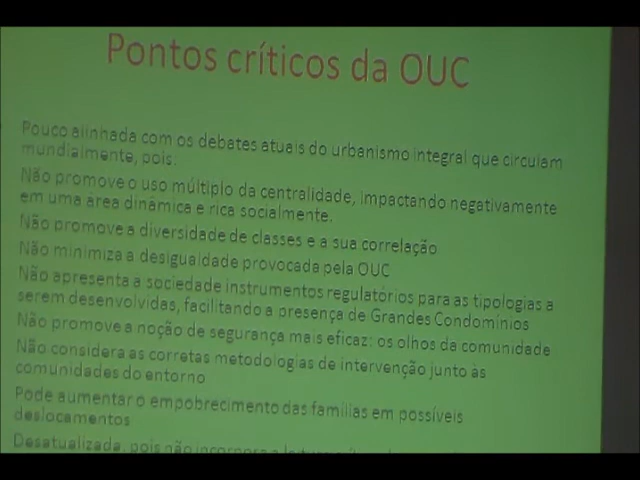 Pontos críticos da OUC
Pouco alinhada com os debates atuais do urbanismo integral que circulam
mundialmente, pois:
Não promove o uso múltiplo da centralidade, impactando negativamente
em uma área dinâmica e rica socialmente.
Não promove a diversidade de classes e a sua correlação
Não minimiza a desigualdade provocada pela OUC
Não apresenta a sociedade instrumentos regulatórios para as tipologias a
serem desenvolvidas, facilitando a presença de Grandes Condomínios
Não promove a noção de segurança mais eficaz: os olhos da comunidade
Não considera as corretas metodologias de intervenção junto às
comunidades do entorno
Pode aumentar o empobrecimento das famílias em possíveis
deslocamentos
Desatualizada, pois não incorpora a